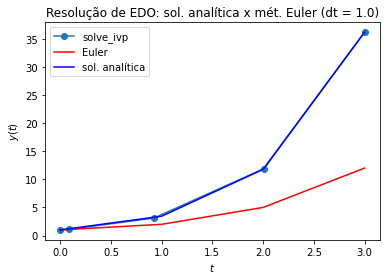 Resolução de EDO: sol. analítica x mét. Euler (dt = 1.0)
solve_ivp
Euler
sol. analítica
y(t)
35
30
25
20
15
10
5
0
0.0 0.5 1.0 1.5 2.0 2.5 3.0
t